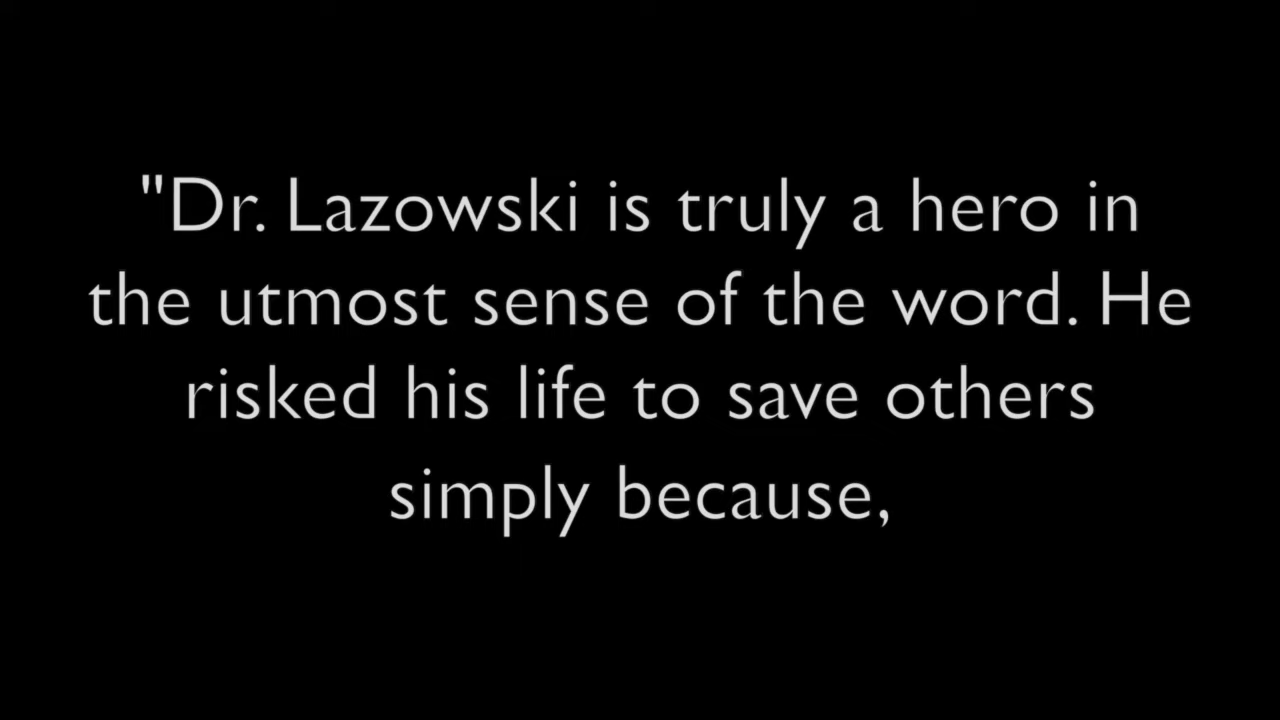 "Dr. Lazowski is truly a hero in
the utmost sense of the word. He
risked his life to save others
simply because,